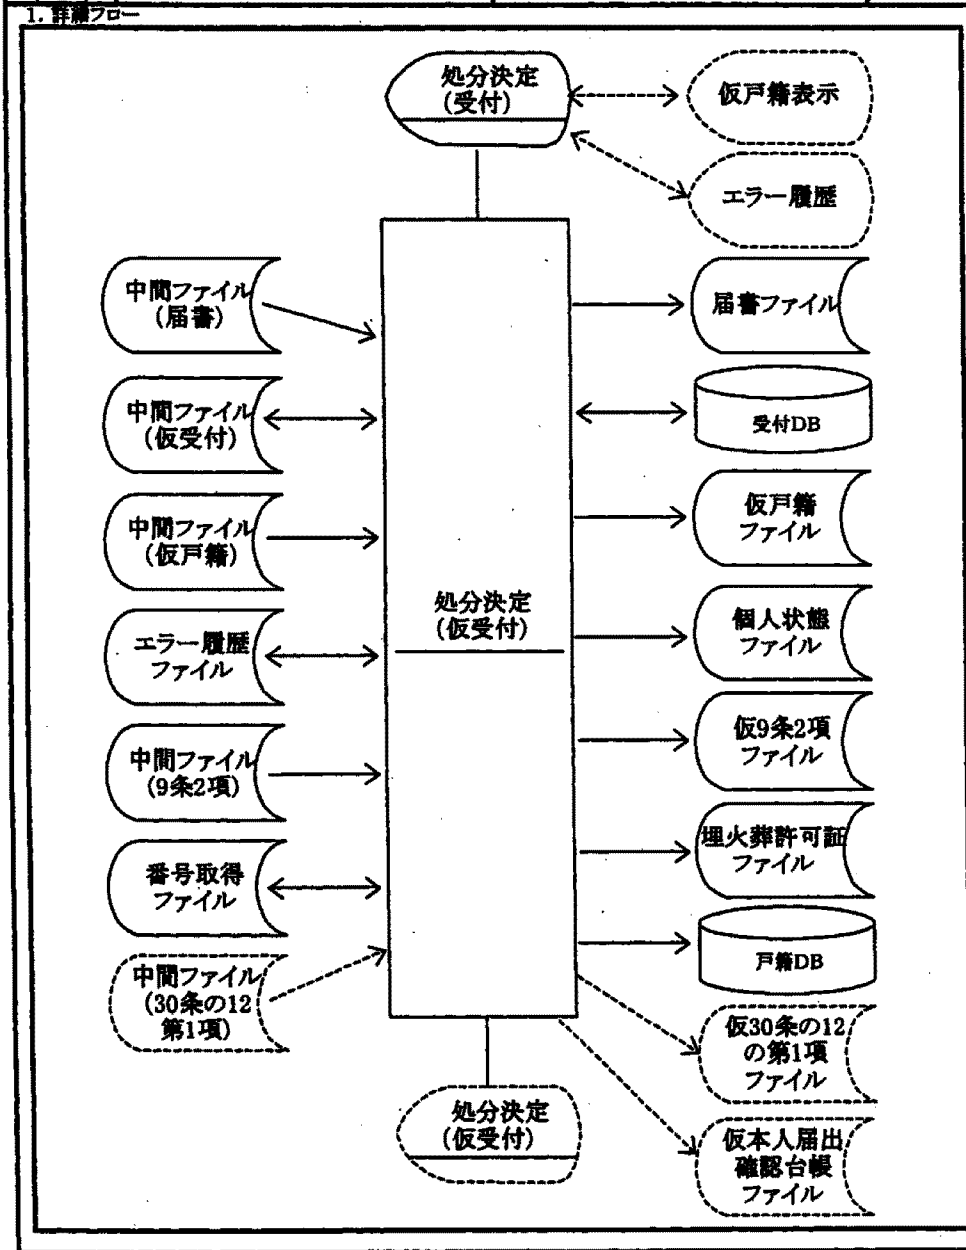 1. 詳細フロー
処分決定
(受付)
仮戸籍表示
エラー履歴
中間ファイル
(届書)
届書ファイル
中間ファイル
(仮受付)
受付DB
中間ファイル
(仮戸籍)
仮戸籍
ファイル
処分決定
(仮受付)
エラー履歴
ファイル
個人状態
ファイル
中間ファイル
(9条2項)
仮9条2項
ファイル
番号取得
ファイル
埋火葬許可証
ファイル
戸籍DB
中間ファイル
(30条の12
第1項)
仮30条の12
の第1項
ファイル
処分決定
(仮受付)
仮本人届出
確認台帳
ファイル